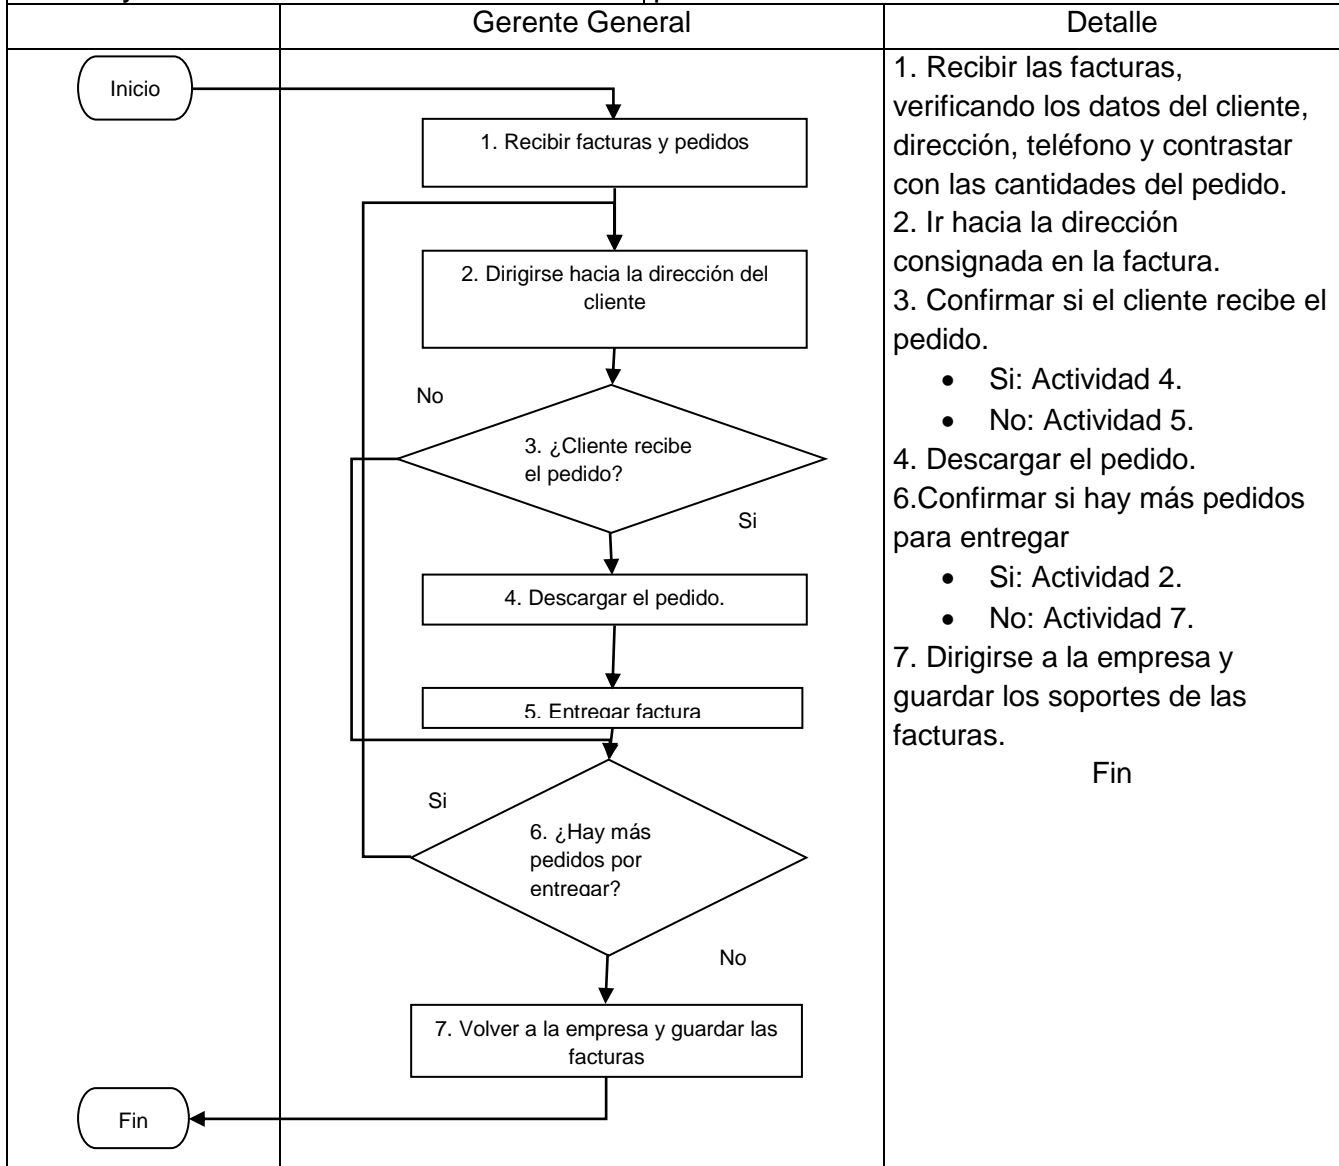 Gerente General
Detalle
Inicio
1. Recibir facturas y pedidos
2. Dirigirse hacia la dirección del
cliente
No
3. ¿Cliente recibe
el pedido?
Si
4. Descargar el pedido.
5. Entregar factura
Si
6. ¿Hay más
pedidos por
entregar?
No
7. Volver a la empresa y guardar las
facturas
Fin
1. Recibir las facturas,
verificando los datos del cliente,
dirección, teléfono y contrastar
con las cantidades del pedido.
2. Ir hacia la dirección
consignada en la factura.
3. Confirmar si el cliente recibe el
pedido.
• Si: Actividad 4.
• No: Actividad 5.
4. Descargar el pedido.
6.Confirmar si hay más pedidos
para entregar
• Si: Actividad 2.
• No: Actividad 7.
7. Dirigirse a la empresa y
guardar los soportes de las
facturas.
Fin